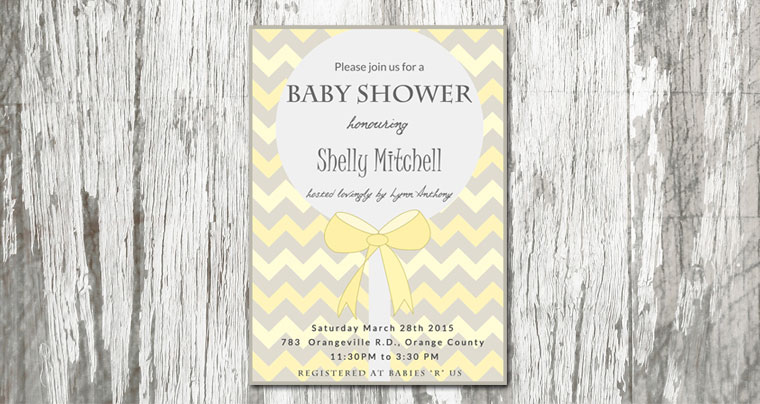 Please join us for a
BABY SHOWER
honouring
Shelly Mitchell
hosted lovingly by Lynn Anthony
Saturday March 28th 2015
783 Orangeville R.D., Orange County
11:30PM to 3:30 PM
REGISTERED AT BABIES "R" US